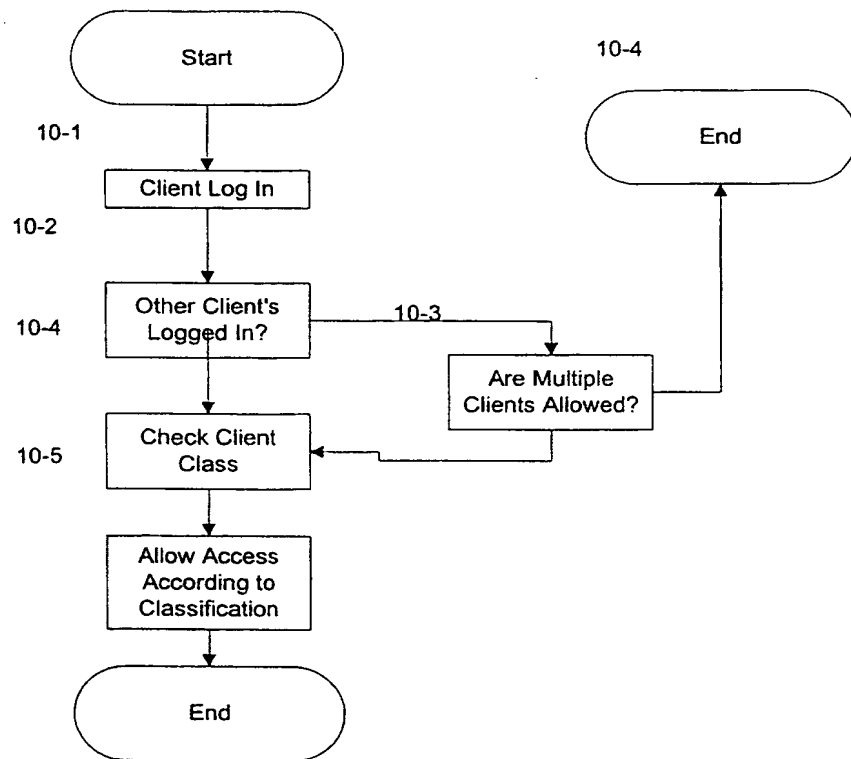 Start
10-4
End
10-1
Client Log In
10-2
Other Client's
Logged In?
10-4
10-3
Are Multiple
Clients Allowed?
Check Client
Class
10-5
Allow Access
According to
Classification
End